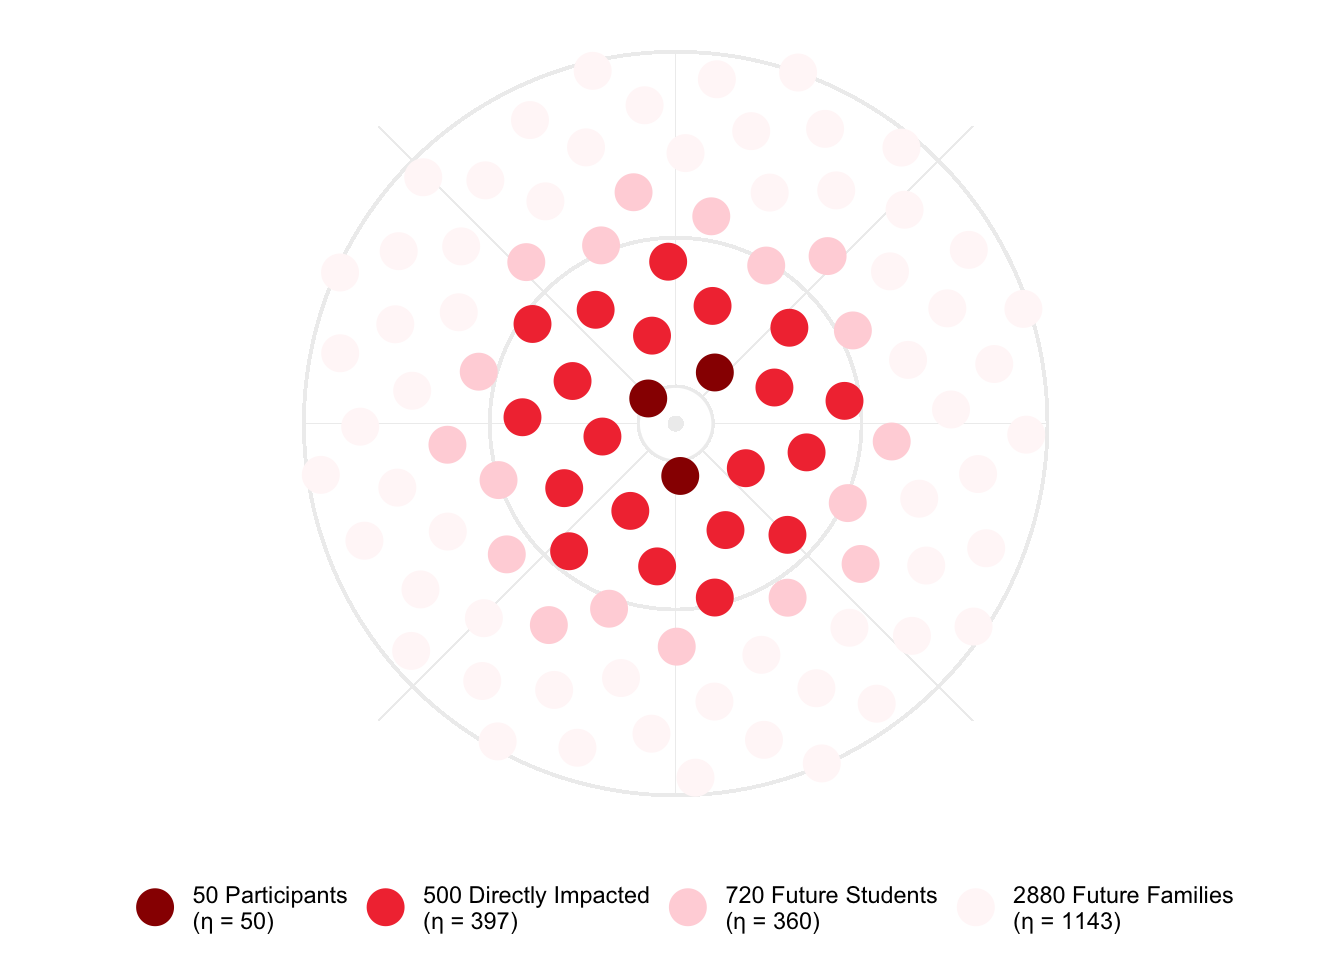 50 Participants
(η = 50)
500 Directly Impacted
(η = 397)
720 Future Students
(η = 360)
2880 Future Families
(η = 1143)